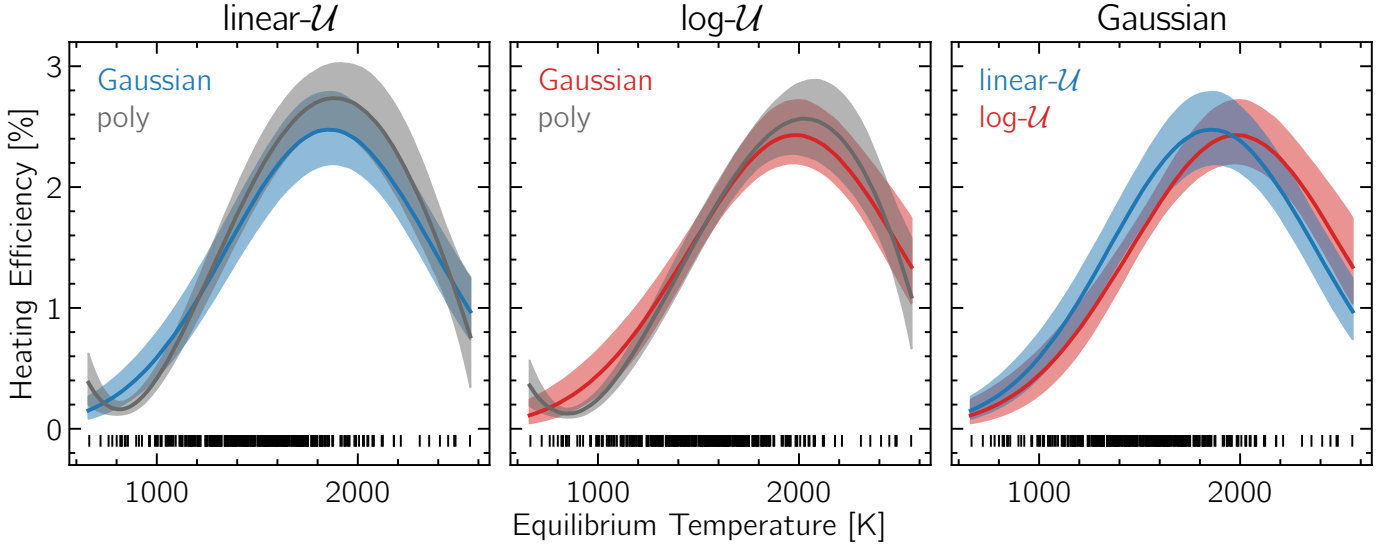 linear-𝒰
log-𝒰
Gaussian
Heating Efficiency [%]
3
2
1
0
Gaussian
poly
Gaussian
poly
linear-𝒰
log-𝒰
1000
2000
1000
2000
1000
2000
Equilibrium Temperature [K]